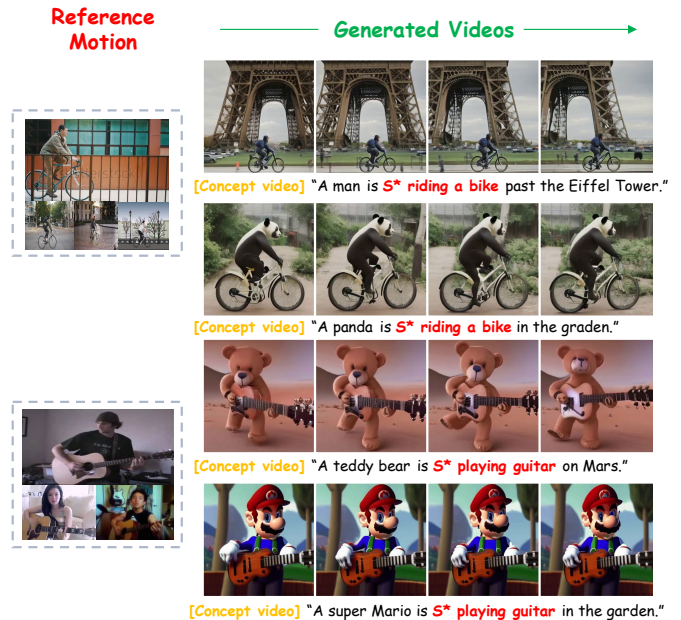 Reference
Motion
Generated Videos
[Concept video] “A man is S* riding a bike past the Eiffel Tower.”
[Concept video] “A panda is S* riding a bike in the graden.”
[Concept video] “A teddy bear is S* playing guitar on Mars.”
[Concept video] “A super Mario is S* playing guitar in the garden.”